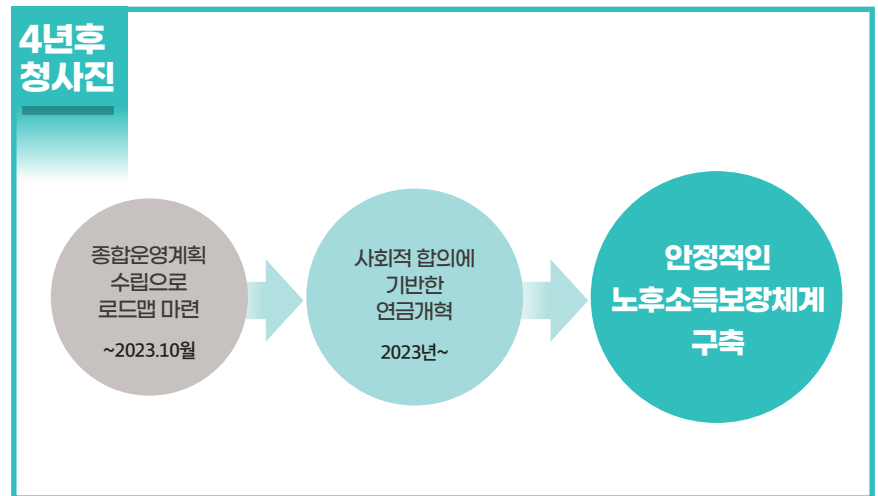 4년후
청사진
종합운영계획
수립으로
로드맵 마련
~2023.10월
사회적 합의에
기반한
연금개혁
2023년~
안정적인
노후소득보장체계
구축